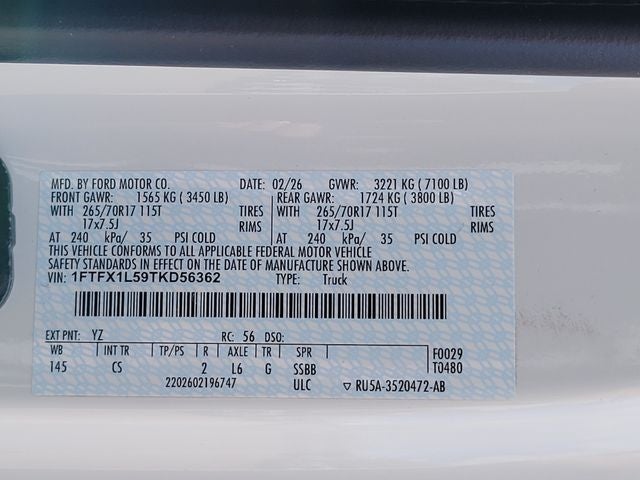 MFD. BY FORD MOTOR CO. DATE: 02/26 GVWR: 3221 KG ( 7100 LB)
FRONT GAWR: 1565 KG ( 3450 LB) REAR GAWR: 1724 KG ( 3800 LB)
WITH 265/70R17 115T TIRES WITH 265/70R17 115T TIRES
17x7.5J RIMS 17x7.5J RIMS
AT 240 kPa/ 35 PSI COLD AT 240 kPa/ 35 PSI COLD
THIS VEHICLE CONFORMS TO ALL APPLICABLE FEDERAL MOTOR VEHICLE
SAFETY STANDARDS IN EFFECT ON THE DATE OF MANUFACTURE SHOWN ABOVE.
VIN: 1FTFX1L59TKD56362 TYPE: Truck
EXT PNT: YZ RC: 56 DSO:
WB INT TR TP/PS R AXLE TR SPR F0029
145 CS 2 L6 G SSBB T0480
2202602196747 ULC RU5A-3520472-AB